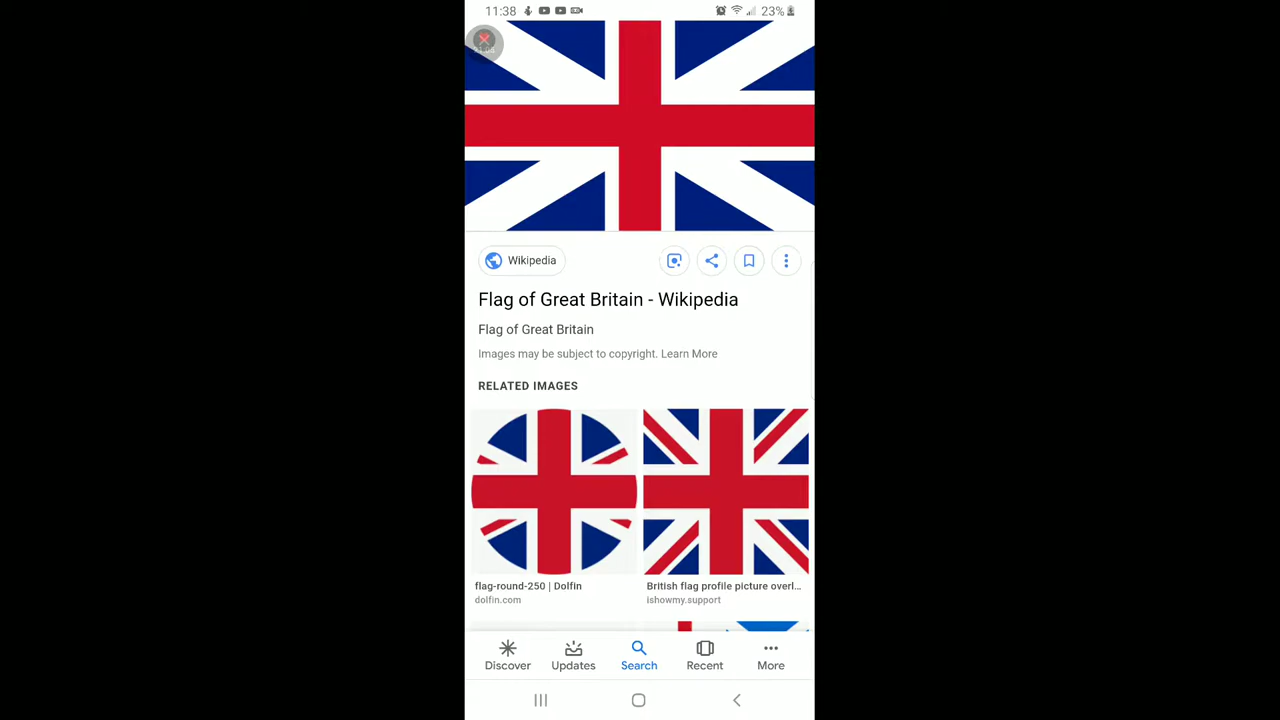 11:38
23%
Wikipedia
Flag of Great Britain - Wikipedia
Flag of Great Britain
Images may be subject to copyright. Learn More
RELATED IMAGES
flag-round-250 | Dolfin
dolfin.com
British flag profile picture overl...
ishowmy.support
Discover
Updates
Search
Recent
More